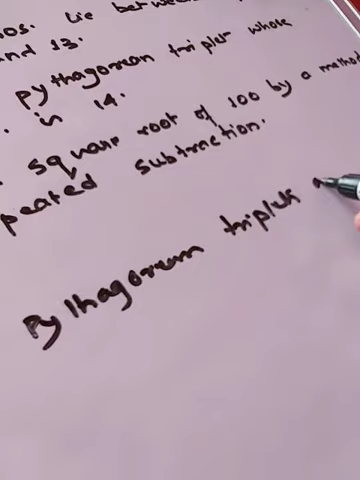 nos. lie between
and 13.
pythagorean triplet whose
in 14.
square root of 100 by a method
peated subtraction.
Pythagorean triplets